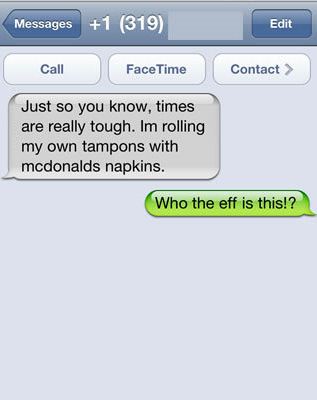 Messages +1 (319) Edit
Call FaceTime Contact
Just so you know, times
are really tough. Im rolling
my own tampons with
mcdonalds napkins.
Who the eff is this!?